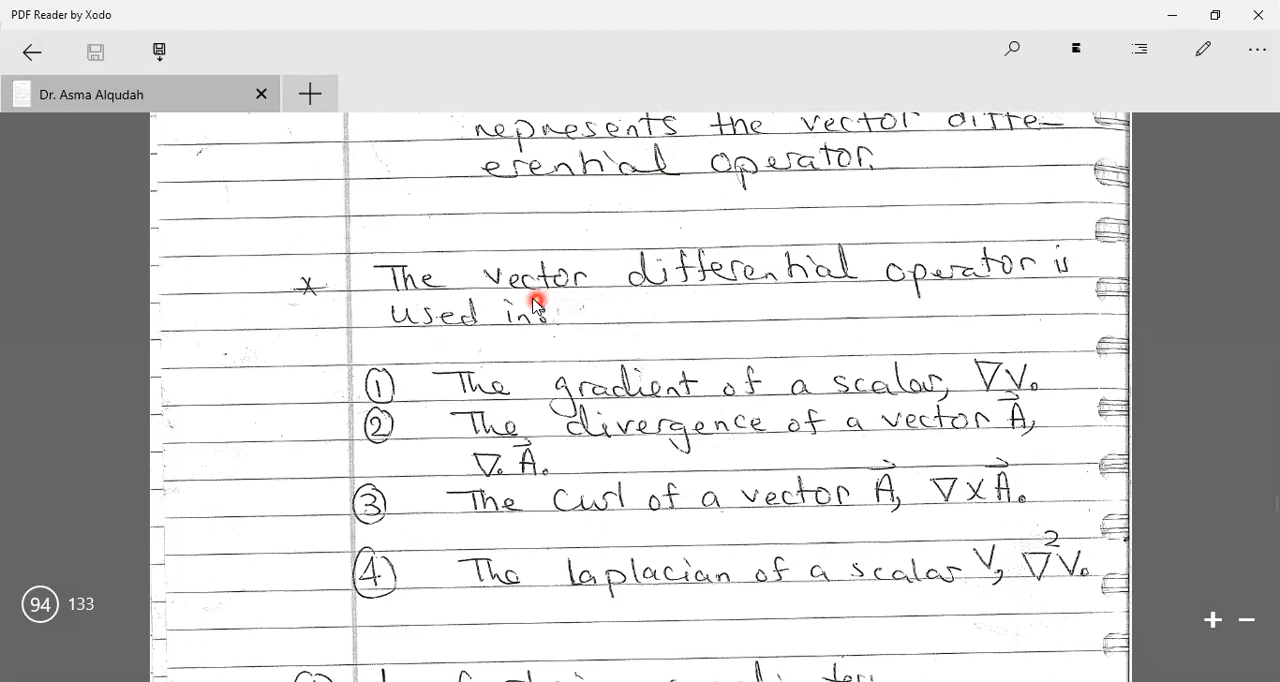 PDF Reader by Xodo
Dr. Asma Alqudah
represents the vector diffe-
erential operator.
* The vector differential operator is
used in:
① The gradient of a scalar, ∇V.
② The divergence of a vector A⃗,
∇. A⃗.
③ The Curl of a vector A⃗, ∇ X A⃗.
④ The laplacian of a scalar V, ∇²V.
94 133